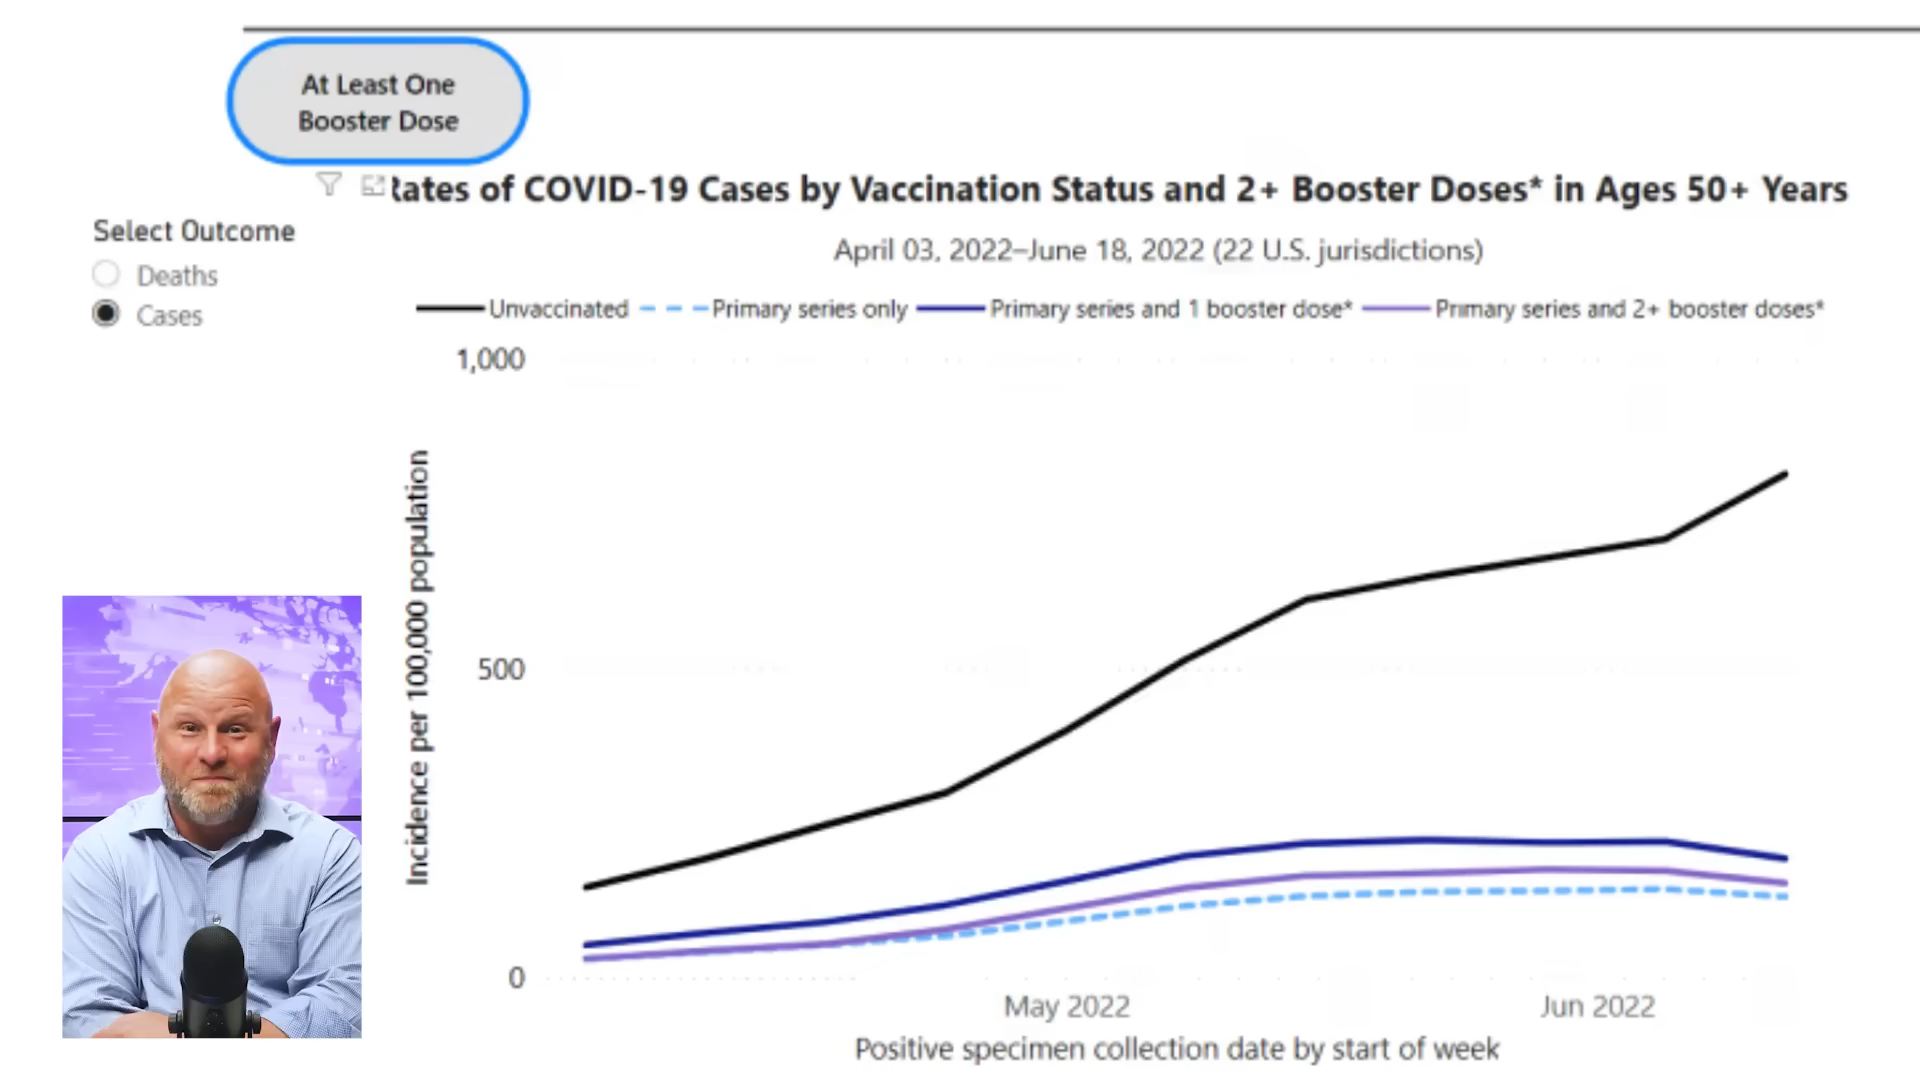 At Least One
Booster Dose
Rates of COVID-19 Cases by Vaccination Status and 2+ Booster Doses* in Ages 50+ Years
April 03, 2022–June 18, 2022 (22 U.S. jurisdictions)
Select Outcome
Deaths
Cases
Unvaccinated Primary series only Primary series and 1 booster dose* Primary series and 2+ booster doses*
1,000
500
0
Incidence per 100,000 population
May 2022 Jun 2022
Positive specimen collection date by start of week